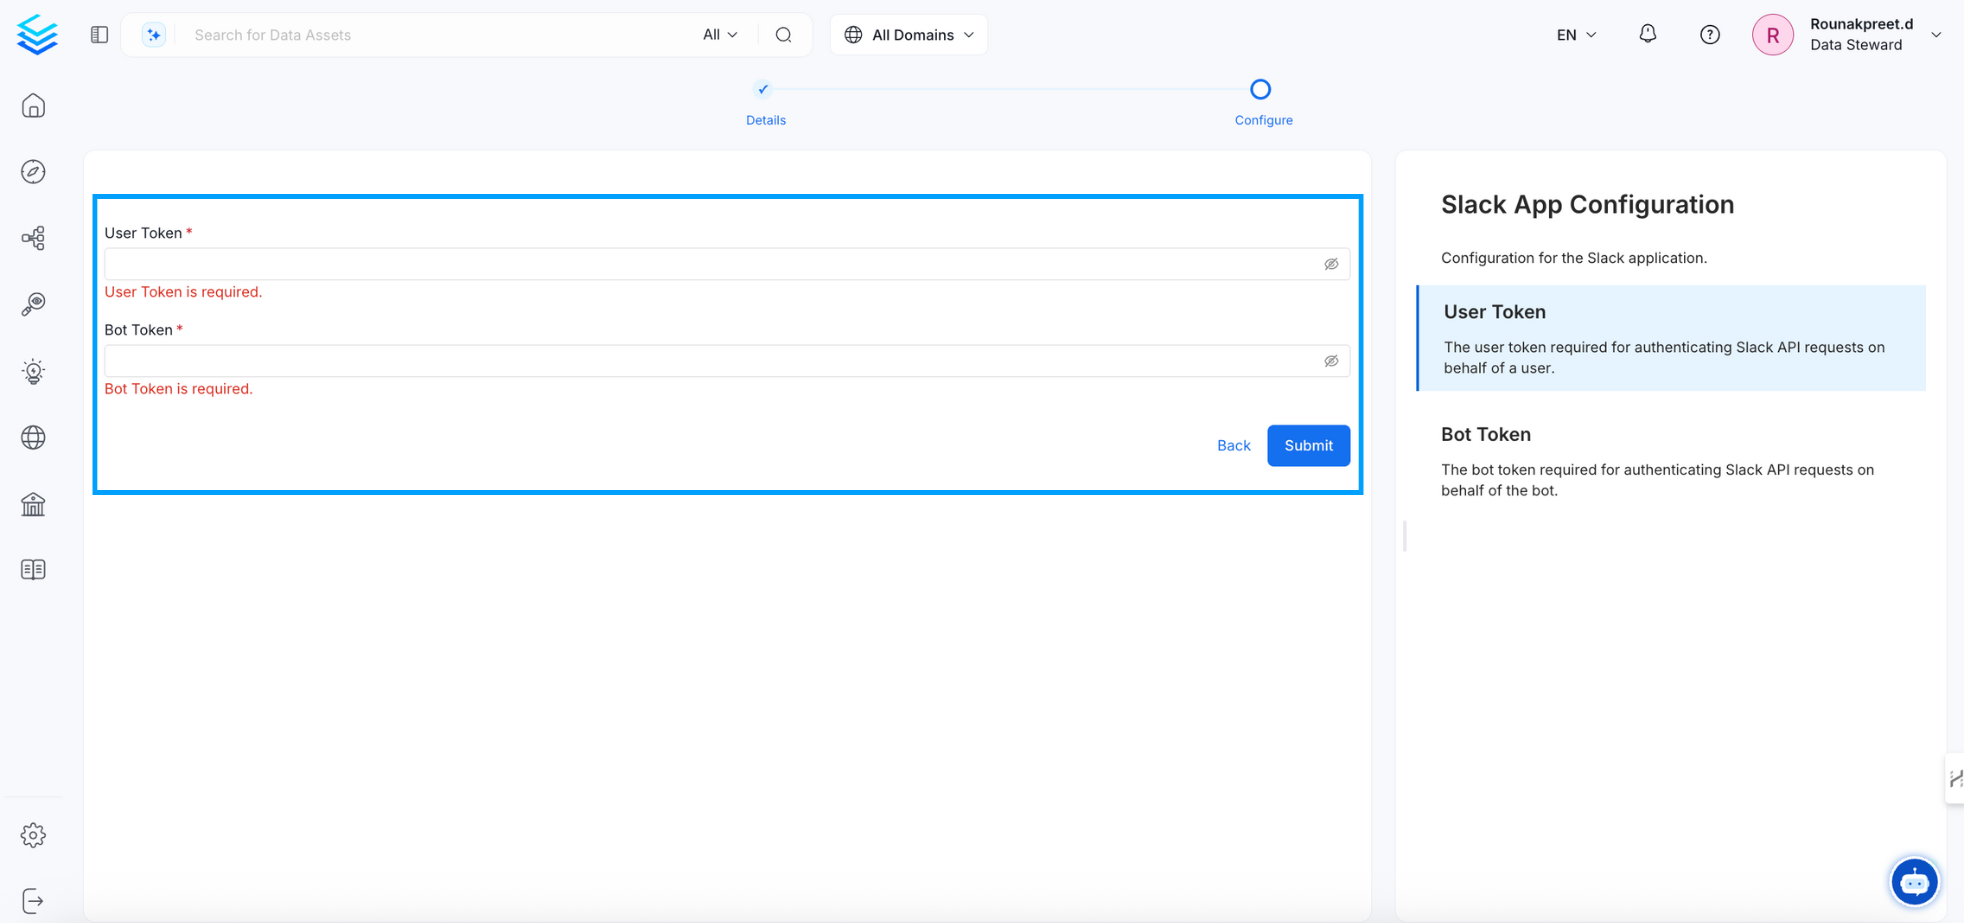 Search for Data Assets
All
All Domains
EN
R
Rounakpreet.d
Data Steward
✓
Details
Configure
User Token *
User Token is required.
Bot Token *
Bot Token is required.
Back
Submit
Slack App Configuration
Configuration for the Slack application.
User Token
The user token required for authenticating Slack API requests on
behalf of a user.
Bot Token
The bot token required for authenticating Slack API requests on
behalf of the bot.